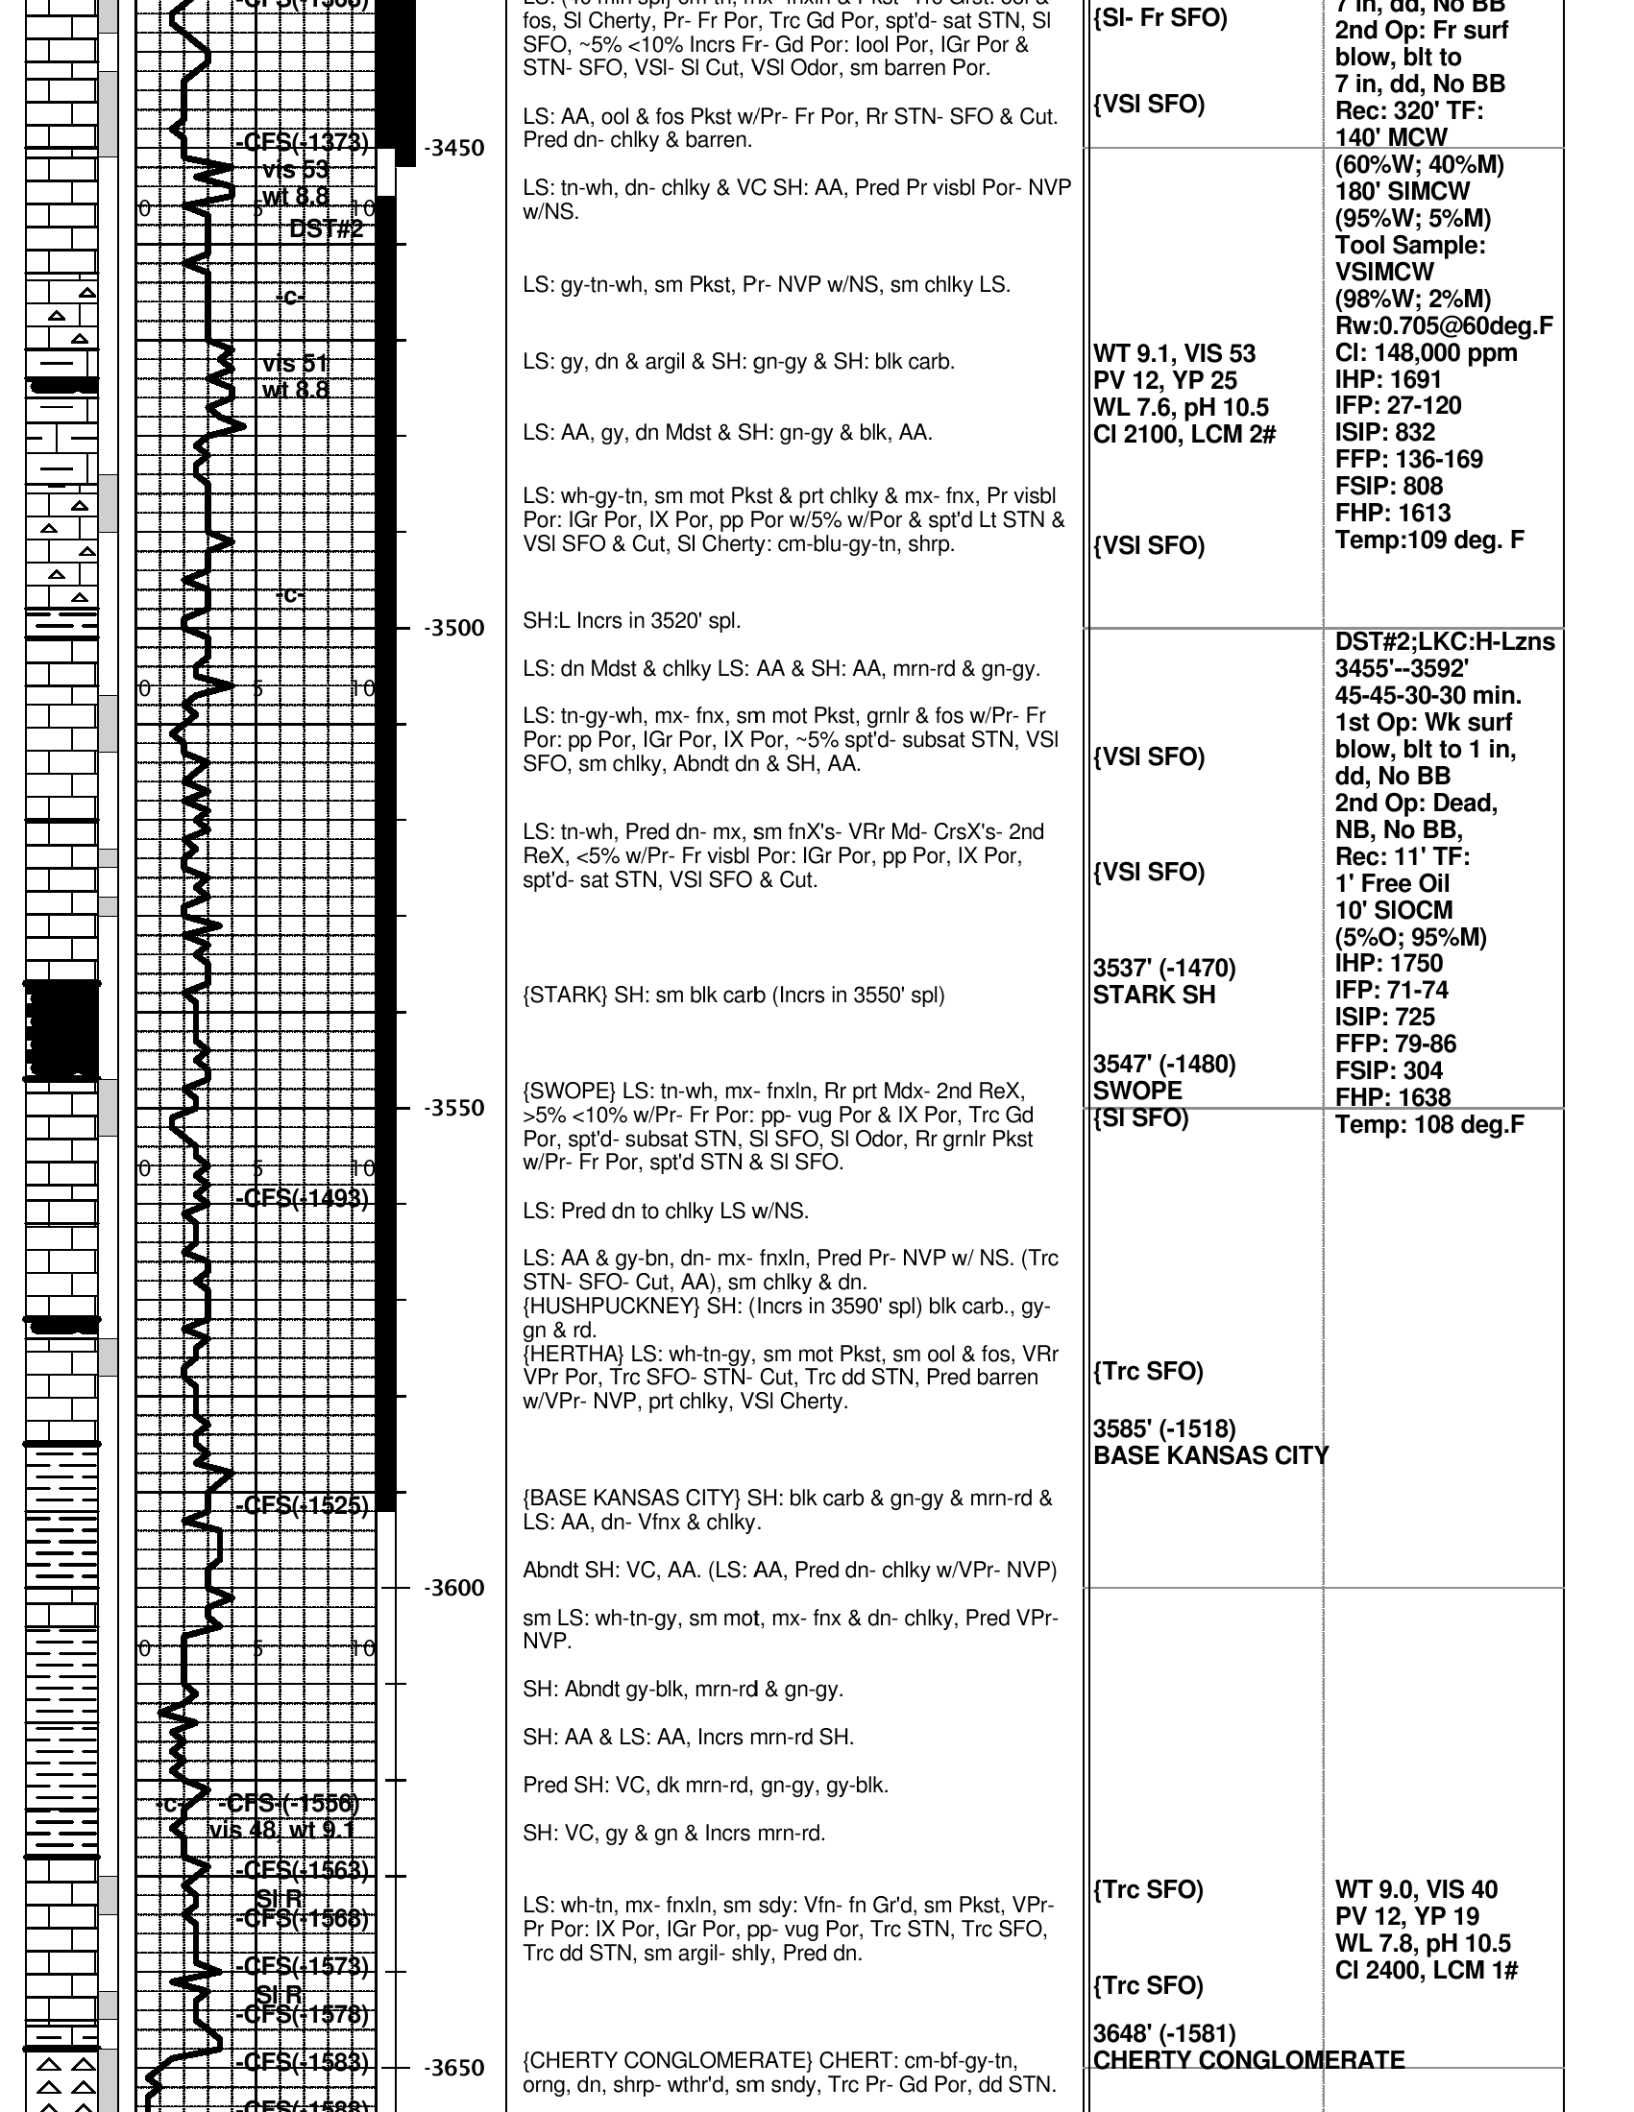 fos, Sl Cherty, Pr- Fr Por, Trc Gd Por, spt'd- sat STN, Sl
SFO, ~5% <10% Incrs Fr- Gd Por: Iool Por, IGr Por &
STN- SFO, VSl- Sl Cut, VSl Odor, sm barren Por.
LS: AA, ool & fos Pkst w/Pr- Fr Por, Rr STN- SFO & Cut.
Pred dn- chlky & barren.
LS: tn-wh, dn- chlky & VC SH: AA, Pred Pr visbl Por- NVP
w/NS.
LS: gy-tn-wh, sm Pkst, Pr- NVP w/NS, sm chlky LS.
LS: gy, dn & argil & SH: gn-gy & SH: blk carb.
LS: AA, gy, dn Mdst & SH: gn-gy & blk, AA.
LS: wh-gy-tn, sm mot Pkst & prt chlky & mx- fnx, Pr visbl
Por: IGr Por, IX Por, pp Por w/5% w/Por & spt'd Lt STN &
VSl SFO & Cut, Sl Cherty: cm-blu-gy-tn, shrp.
SH:L Incrs in 3520' spl.
LS: dn Mdst & chlky LS: AA & SH: AA, mrn-rd & gn-gy.
LS: tn-gy-wh, mx- fnx, sm mot Pkst, grnlr & fos w/Pr- Fr
Por: pp Por, IGr Por, IX Por, ~5% spt'd- subsat STN, VSl
SFO, sm chlky, Abndt dn & SH, AA.
LS: tn-wh, Pred dn- mx, sm fnX's- VRr Md- CrsX's- 2nd
ReX, <5% w/Pr- Fr visbl Por: IGr Por, pp Por, IX Por,
spt'd- sat STN, VSl SFO & Cut.
{STARK} SH: sm blk carb (Incrs in 3550' spl)
{SWOPE} LS: tn-wh, mx- fnxln, Rr prt Mdx- 2nd ReX,
>5% <10% w/Pr- Fr Por: pp- vug Por & IX Por, Trc Gd
Por, spt'd- subsat STN, Sl SFO, Sl Odor, Rr grnlr Pkst
w/Pr- Fr Por, spt'd STN & Sl SFO.
LS: Pred dn to chlky LS w/NS.
LS: AA & gy-bn, dn- mx- fnxln, Pred Pr- NVP w/ NS. (Trc
STN- SFO- Cut, AA), sm chlky & dn.
{HUSHPUCKNEY} SH: (Incrs in 3590' spl) blk carb., gy-
gn & rd.
{HERTHA} LS: wh-tn-gy, sm mot Pkst, sm ool & fos, VRr
VPr Por, Trc SFO- STN- Cut, Trc dd STN, Pred barren
w/VPr- NVP, prt chlky, VSl Cherty.
{BASE KANSAS CITY} SH: blk carb & gn-gy & mrn-rd &
LS: AA, dn- Vfnx & chlky.
Abndt SH: VC, AA. (LS: AA, Pred dn- chlky w/VPr- NVP)
sm LS: wh-tn-gy, sm mot, mx- fnx & dn- chlky, Pred VPr-
NVP.
SH: Abndt gy-blk, mrn-rd & gn-gy.
SH: AA & LS: AA, Incrs mrn-rd SH.
Pred SH: VC, dk mrn-rd, gn-gy, gy-blk.
SH: VC, gy & gn & Incrs mrn-rd.
LS: wh-tn, mx- fnxln, sm sdy: Vfn- fn Gr'd, sm Pkst, VPr-
Pr Por: IX Por, IGr Por, pp- vug Por, Trc STN, Trc SFO,
Trc dd STN, sm argil- shly, Pred dn.
{CHERTY CONGLOMERATE} CHERT: cm-bf-gy-tn,
orng, dn, shrp- wthr'd, sm sndy, Trc Pr- Gd Por, dd STN.
-CFS(-1373)
vis 53
wt 8.8
0 5 10
DST#2
-c-
vis 51
wt 8.8
-c-
0 5 10
0 5 10
-CFS(-1493)
-CFS(-1525)
0 5 10
-c- -CFS-(-1556)
vis 48, wt 9.1
-CFS(-1563)
Sl R
-CFS(-1568)
-CFS(-1573)
Sl R
-CFS(-1578)
-CFS(-1583)
-CFS(-1588)
-3450
-3500
-3550
-3600
-3650
{Sl- Fr SFO)
{VSl SFO)
WT 9.1, VIS 53
PV 12, YP 25
WL 7.6, pH 10.5
Cl 2100, LCM 2#
{VSl SFO)
{VSl SFO)
{VSl SFO)
3537' (-1470)
STARK SH
3547' (-1480)
SWOPE
{Sl SFO)
{Trc SFO)
3585' (-1518)
BASE KANSAS CITY
{Trc SFO)
{Trc SFO)
3648' (-1581)
CHERTY CONGLOMERATE
7 in, dd, No BB
2nd Op: Fr surf
blow, blt to
7 in, dd, No BB
Rec: 320' TF:
140' MCW
(60%W; 40%M)
180' SlMCW
(95%W; 5%M)
Tool Sample:
VSlMCW
(98%W; 2%M)
Rw:0.705@60deg.F
Cl: 148,000 ppm
IHP: 1691
IFP: 27-120
ISIP: 832
FFP: 136-169
FSIP: 808
FHP: 1613
Temp:109 deg. F
DST#2;LKC:H-Lzns
3455'--3592'
45-45-30-30 min.
1st Op: Wk surf
blow, blt to 1 in,
dd, No BB
2nd Op: Dead,
NB, No BB,
Rec: 11' TF:
1' Free Oil
10' SlOCM
(5%O; 95%M)
IHP: 1750
IFP: 71-74
ISIP: 725
FFP: 79-86
FSIP: 304
FHP: 1638
Temp: 108 deg.F
WT 9.0, VIS 40
PV 12, YP 19
WL 7.8, pH 10.5
Cl 2400, LCM 1#